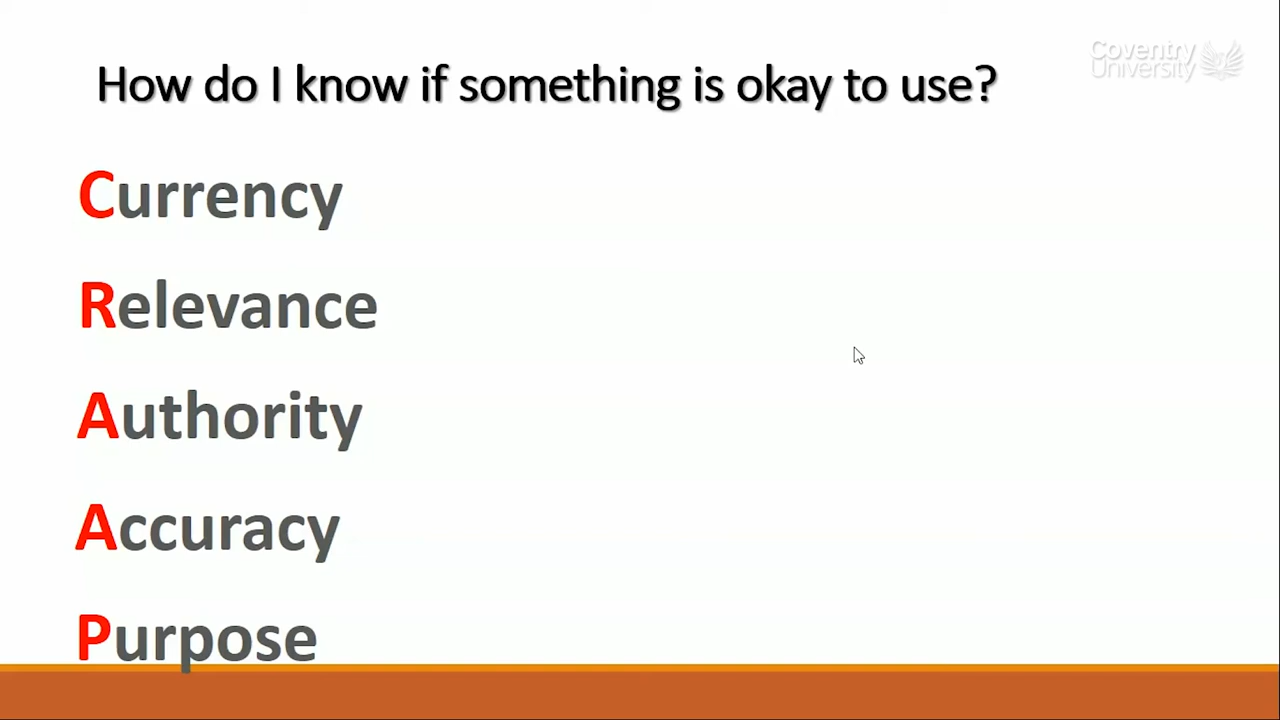 Coventry
University
How do I know if something is okay to use?
Currency
Relevance
Authority
Accuracy
Purpose